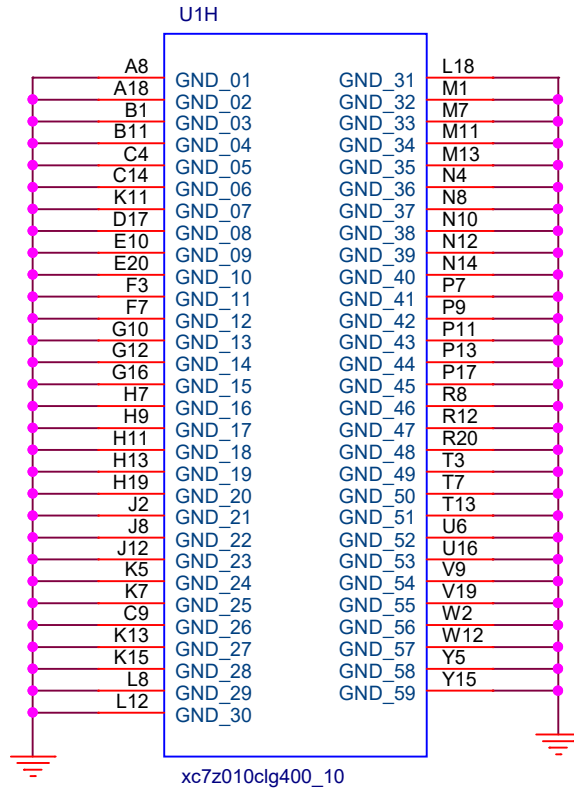 U1H
A8 GND_01 GND_31 L18
A18 GND_02 GND_32 M1
B1 GND_03 GND_33 M7
B11 GND_04 GND_34 M11
C4 GND_05 GND_35 M13
C14 GND_06 GND_36 N4
K11 GND_07 GND_37 N8
D17 GND_08 GND_38 N10
E10 GND_09 GND_39 N12
E20 GND_10 GND_40 N14
F3 GND_11 GND_41 P7
F7 GND_12 GND_42 P9
G10 GND_13 GND_43 P11
G12 GND_14 GND_44 P13
G16 GND_15 GND_45 P17
H7 GND_16 GND_46 R8
H9 GND_17 GND_47 R12
H11 GND_18 GND_48 R20
H13 GND_19 GND_49 T3
H19 GND_20 GND_50 T7
J2 GND_21 GND_51 T13
J8 GND_22 GND_52 U6
J12 GND_23 GND_53 U16
K5 GND_24 GND_54 V9
K7 GND_25 GND_55 V19
C9 GND_26 GND_56 W2
K13 GND_27 GND_57 W12
K15 GND_28 GND_58 Y5
L8 GND_29 GND_59 Y15
L12 GND_30
xc7z010clg400_10